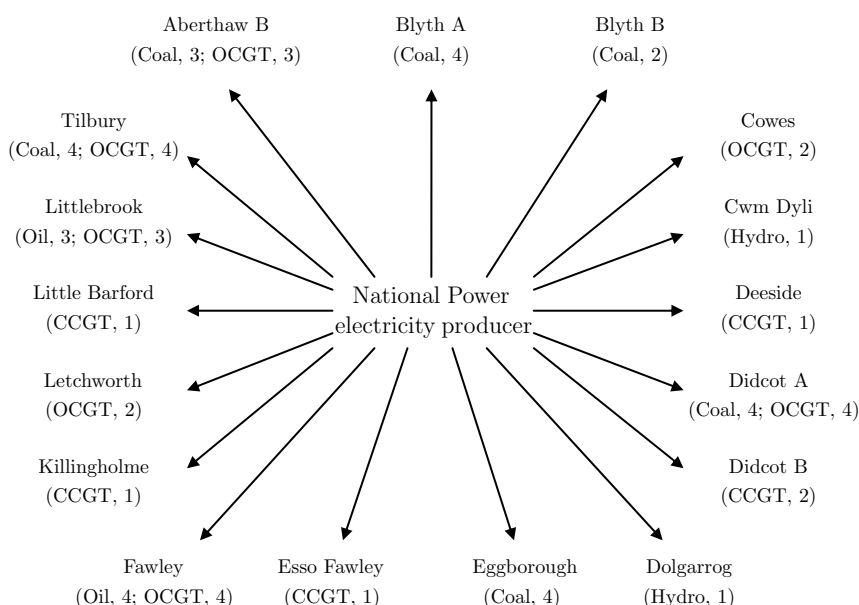 Aberthaw B
(Coal, 3; OCGT, 3)
Blyth A
(Coal, 4)
Blyth B
(Coal, 2)
Tilbury
(Coal, 4; OCGT, 4)
Cowes
(OCGT, 2)
Littlebrook
(Oil, 3; OCGT, 3)
Cwm Dyli
(Hydro, 1)
Little Barford
(CCGT, 1)
National Power
electricity producer
Deeside
(CCGT, 1)
Letchworth
(OCGT, 2)
Didcot A
(Coal, 4; OCGT, 4)
Killingholme
(CCGT, 1)
Didcot B
(CCGT, 2)
Fawley
(Oil, 4; OCGT, 4)
Esso Fawley
(CCGT, 1)
Eggborough
(Coal, 4)
Dolgarrog
(Hydro, 1)